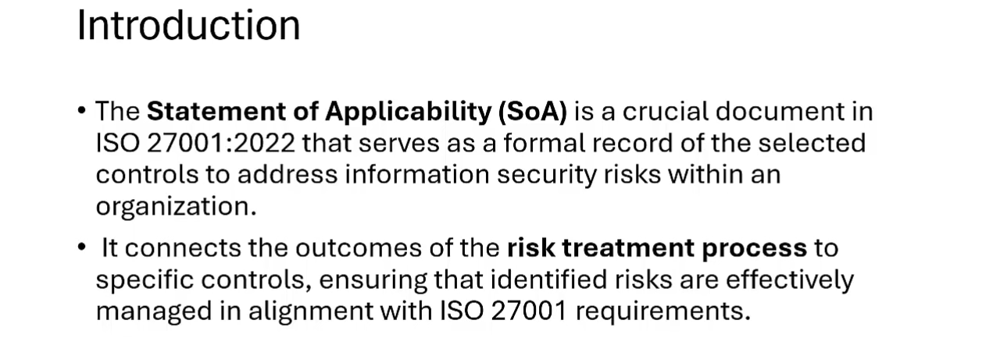 Introduction
• The Statement of Applicability (SoA) is a crucial document in
ISO 27001:2022 that serves as a formal record of the selected
controls to address information security risks within an
organization.
• It connects the outcomes of the risk treatment process to
specific controls, ensuring that identified risks are effectively
managed in alignment with ISO 27001 requirements.